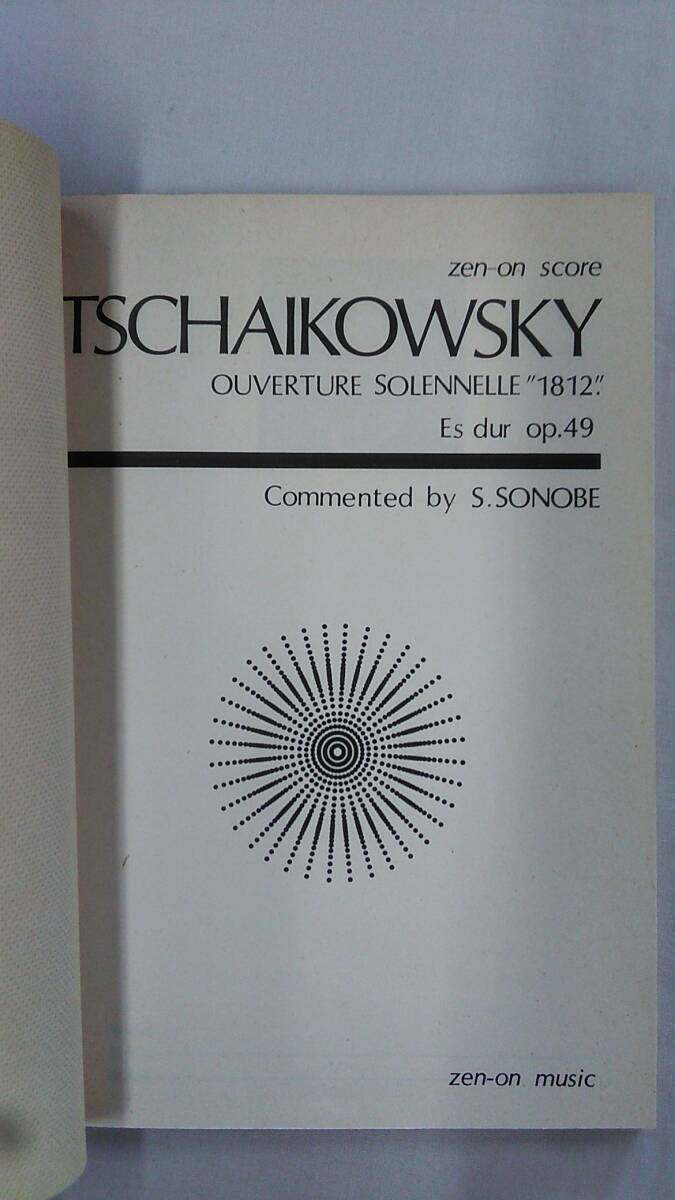 zen-on score
TSCHAIKOWSKY
OUVERTURE SOLENNELLE "1812."
Es dur op.49
Commented by S.SONOBE
zen-on music